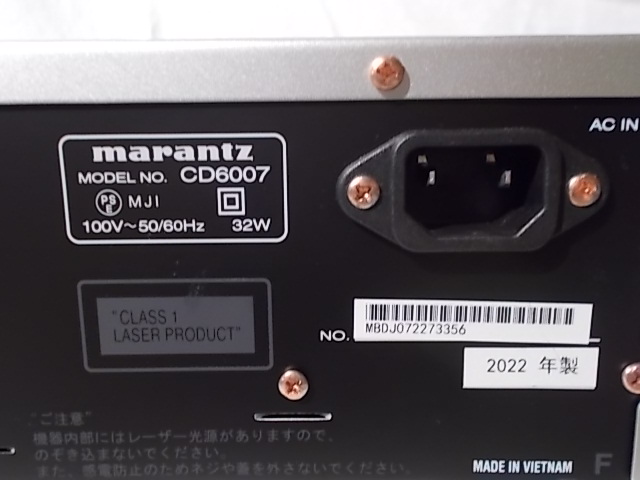 AC IN
marantz
MODEL NO. CD6007
PS E MJI
100V~50/60Hz 32W
"CLASS 1
LASER PRODUCT"
NO. MBDJ072273356
2022 年製
"ご注意"
機器内部にはレーザー光源がありますので、
のぞき込まないでください。
また、感電防止のためネジや蓋を外さないでください。
MADE IN VIETNAM F